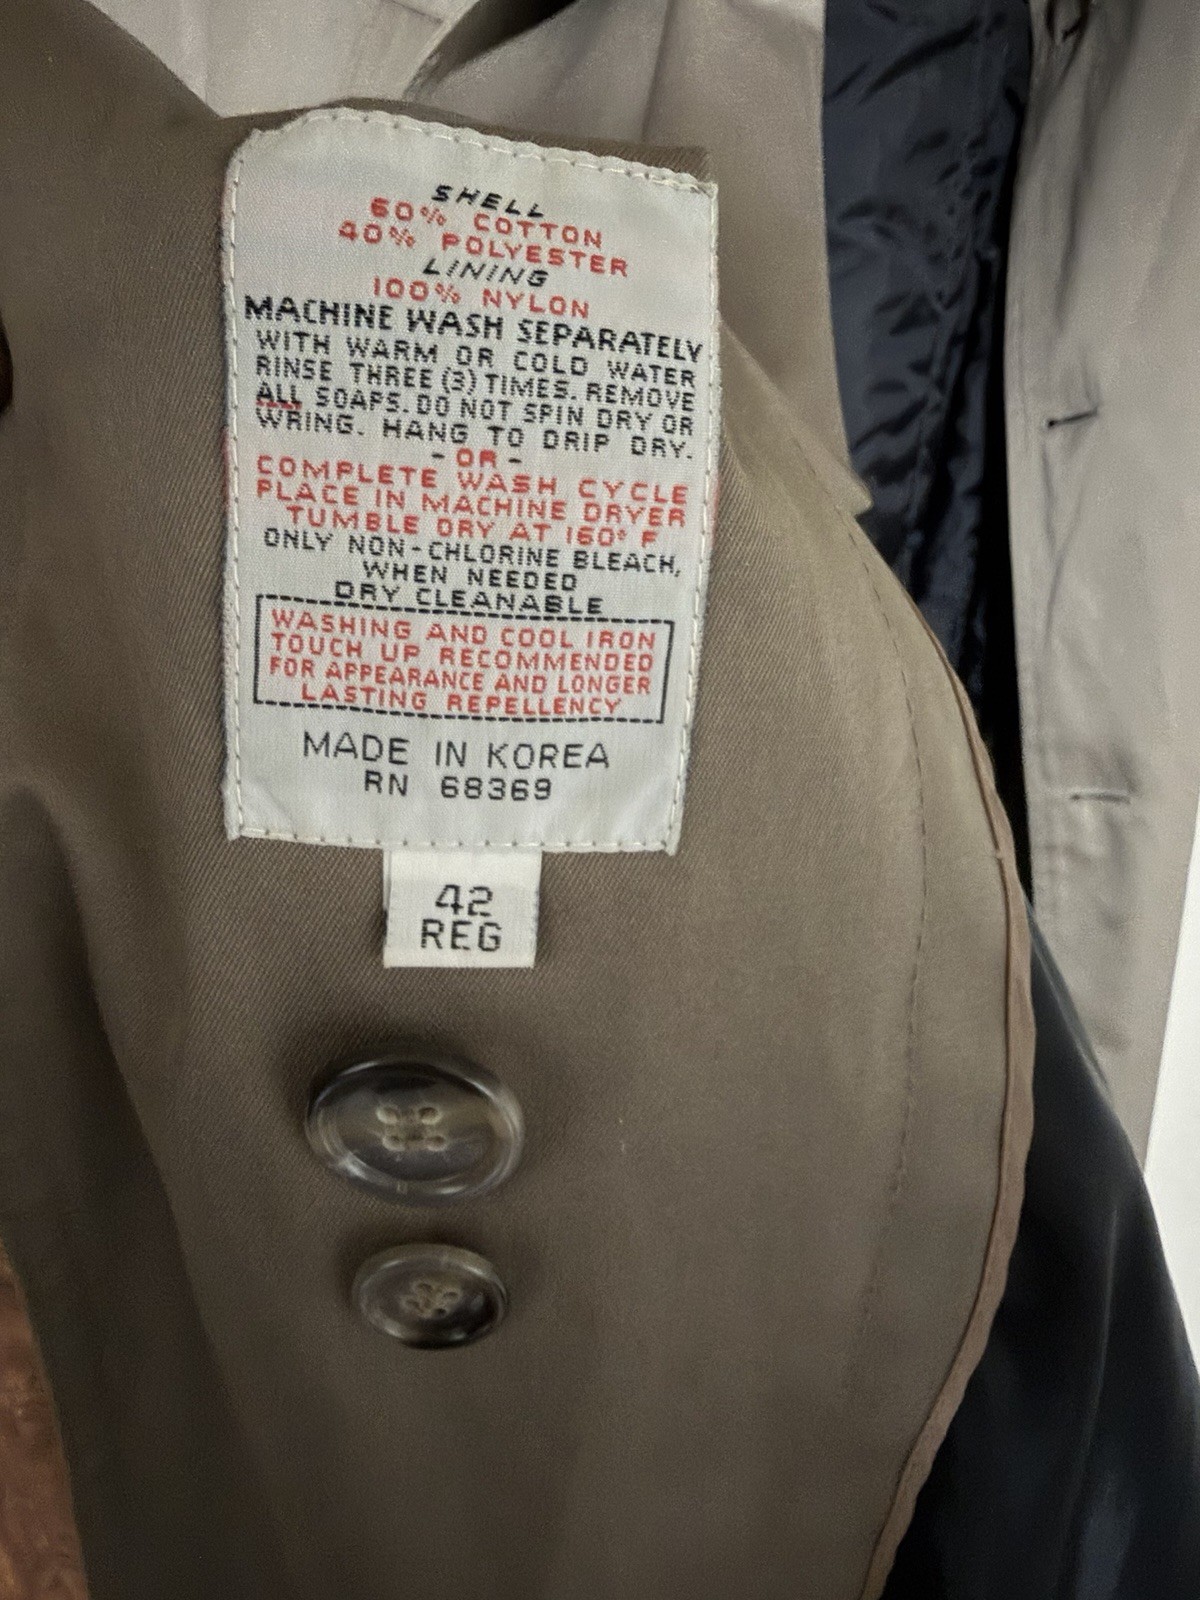 SHELL
60% COTTON
40% POLYESTER
LINING
100% NYLON
MACHINE WASH SEPARATELY
WITH WARM OR COLD WATER
RINSE THREE (3) TIMES. REMOVE
ALL SOAPS. DO NOT SPIN DRY OR
WRING. HANG TO DRIP DRY.
- OR -
COMPLETE WASH CYCLE
PLACE IN MACHINE DRYER
TUMBLE DRY AT 160° F
ONLY NON-CHLORINE BLEACH,
WHEN NEEDED
DRY CLEANABLE
WASHING AND COOL IRON
TOUCH UP RECOMMENDED
FOR APPEARANCE AND LONGER
LASTING REPELLENCY
MADE IN KOREA
RN 68369
42
REG